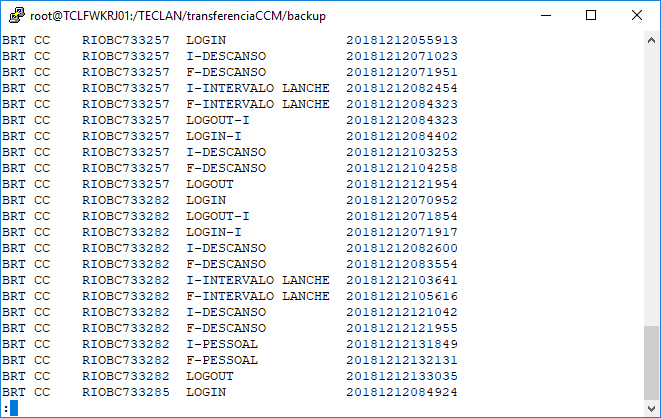 root@TCLFWKRJ01:/TECLAN/transferenciaCCM/backup
BRT CC    RIOBC733257  LOGIN               20181212055913
BRT CC    RIOBC733257  I-DESCANSO          20181212071023
BRT CC    RIOBC733257  F-DESCANSO          20181212071951
BRT CC    RIOBC733257  I-INTERVALO LANCHE  20181212082454
BRT CC    RIOBC733257  F-INTERVALO LANCHE  20181212084323
BRT CC    RIOBC733257  LOGOUT-I            20181212084323
BRT CC    RIOBC733257  LOGIN-I             20181212084402
BRT CC    RIOBC733257  I-DESCANSO          20181212103253
BRT CC    RIOBC733257  F-DESCANSO          20181212104258
BRT CC    RIOBC733257  LOGOUT              20181212121954
BRT CC    RIOBC733282  LOGIN               20181212070952
BRT CC    RIOBC733282  LOGOUT-I            20181212071854
BRT CC    RIOBC733282  LOGIN-I             20181212071917
BRT CC    RIOBC733282  I-DESCANSO          20181212082600
BRT CC    RIOBC733282  F-DESCANSO          20181212083554
BRT CC    RIOBC733282  I-INTERVALO LANCHE  20181212103641
BRT CC    RIOBC733282  F-INTERVALO LANCHE  20181212105616
BRT CC    RIOBC733282  I-DESCANSO          20181212121042
BRT CC    RIOBC733282  F-DESCANSO          20181212121955
BRT CC    RIOBC733282  I-PESSOAL           20181212131849
BRT CC    RIOBC733282  F-PESSOAL           20181212132131
BRT CC    RIOBC733282  LOGOUT              20181212133035
BRT CC    RIOBC733285  LOGIN               20181212084924
: